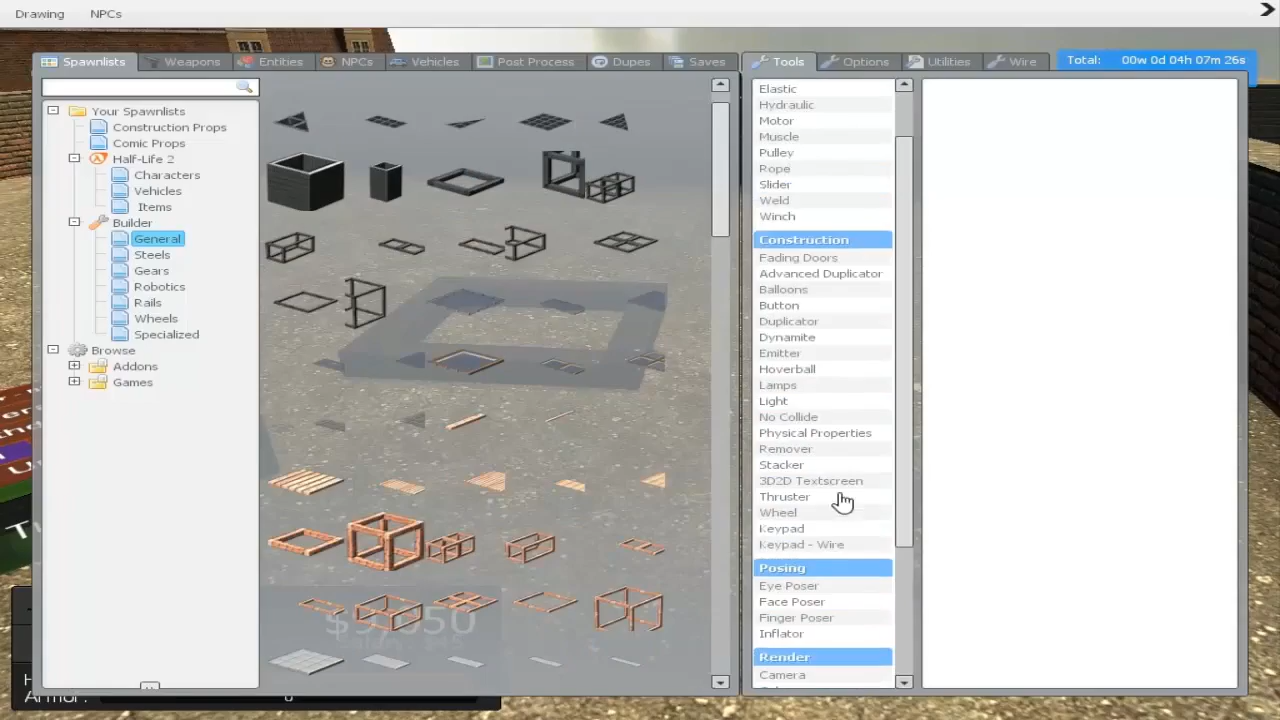 Drawing NPCs
Spawnlists Weapons Entities NPCs Vehicles Post Process Dupes Saves
Tools Options Utilities Wire
Total: 00w 0d 04h 07m 26s
Your Spawnlists
Construction Props
Comic Props
Half-Life 2
Characters
Vehicles
Items
Builder
General
Steels
Gears
Robotics
Rails
Wheels
Specialized
Browse
Addons
Games
$9,650
Armor:
Elastic
Hydraulic
Motor
Muscle
Pulley
Rope
Slider
Weld
Winch
Construction
Fading Doors
Advanced Duplicator
Balloons
Button
Duplicator
Dynamite
Emitter
Hoverball
Lamps
Light
No Collide
Physical Properties
Remover
Stacker
3D2D Textscreen
Thruster
Wheel
Keypad
Keypad - Wire
Posing
Eye Poser
Face Poser
Finger Poser
Inflator
Render
Camera